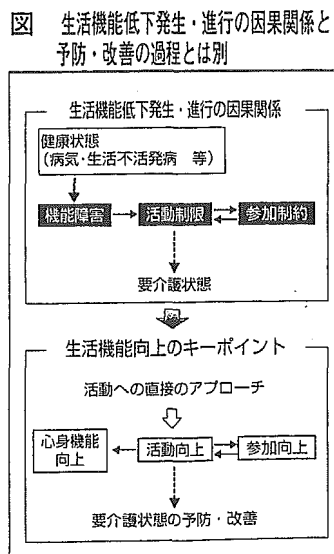 図 生活機能低下発生・進行の因果関係と
予防・改善の過程とは別
生活機能低下発生・進行の因果関係
健康状態
(病気・生活不活発病 等)
機能障害 活動制限 参加制約
要介護状態
生活機能向上のキーポイント
活動への直接のアプローチ
心身機能
向上
活動向上 参加向上
要介護状態の予防・改善